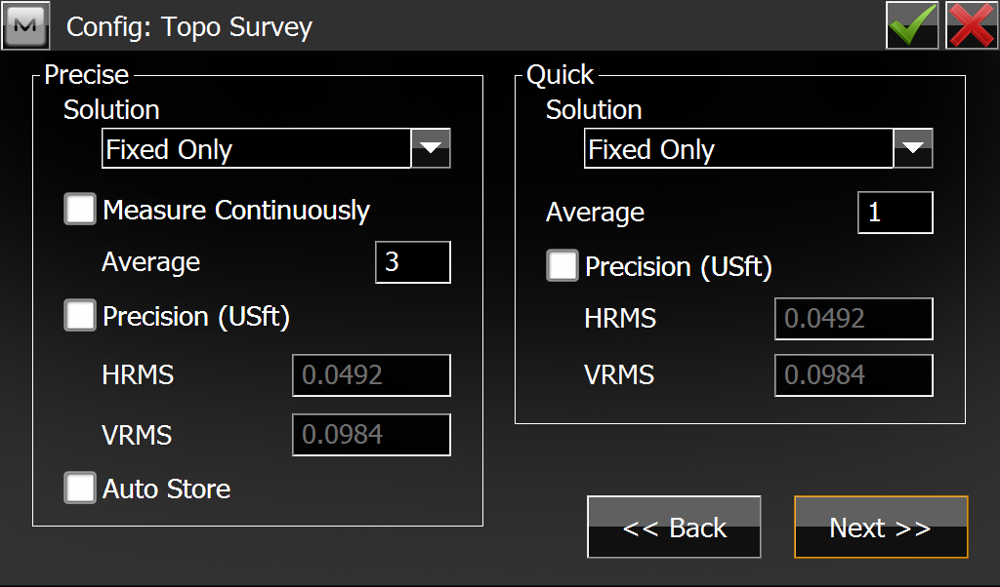 M
Config: Topo Survey
Precise
Solution
Fixed Only
Measure Continuously
Average 3
Precision (USft)
HRMS 0.0492
VRMS 0.0984
Auto Store
Quick
Solution
Fixed Only
Average 1
Precision (USft)
HRMS 0.0492
VRMS 0.0984
<< Back
Next >>